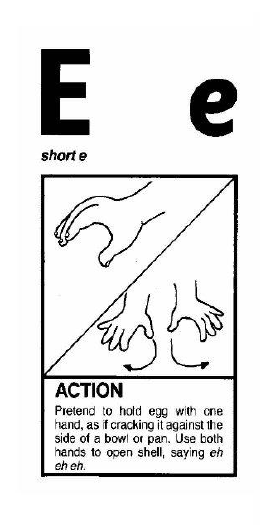 E e
short e
ACTION
Pretend to hold egg with one
hand, as if cracking it against the
side of a bowl or pan. Use both
hands to open shell, saying eh
eh eh.